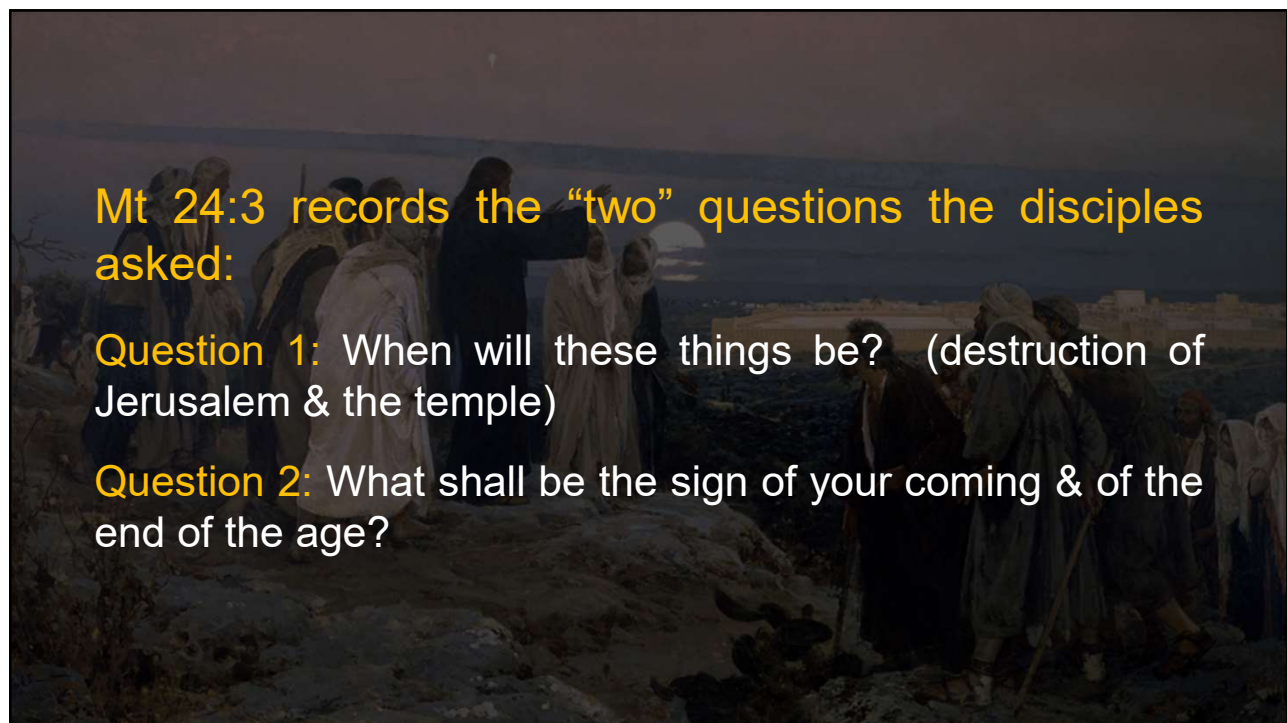 Mt 24:3 records the “two” questions the disciples
asked:
Question 1: When will these things be? (destruction of
Jerusalem & the temple)
Question 2: What shall be the sign of your coming & of the
end of the age?